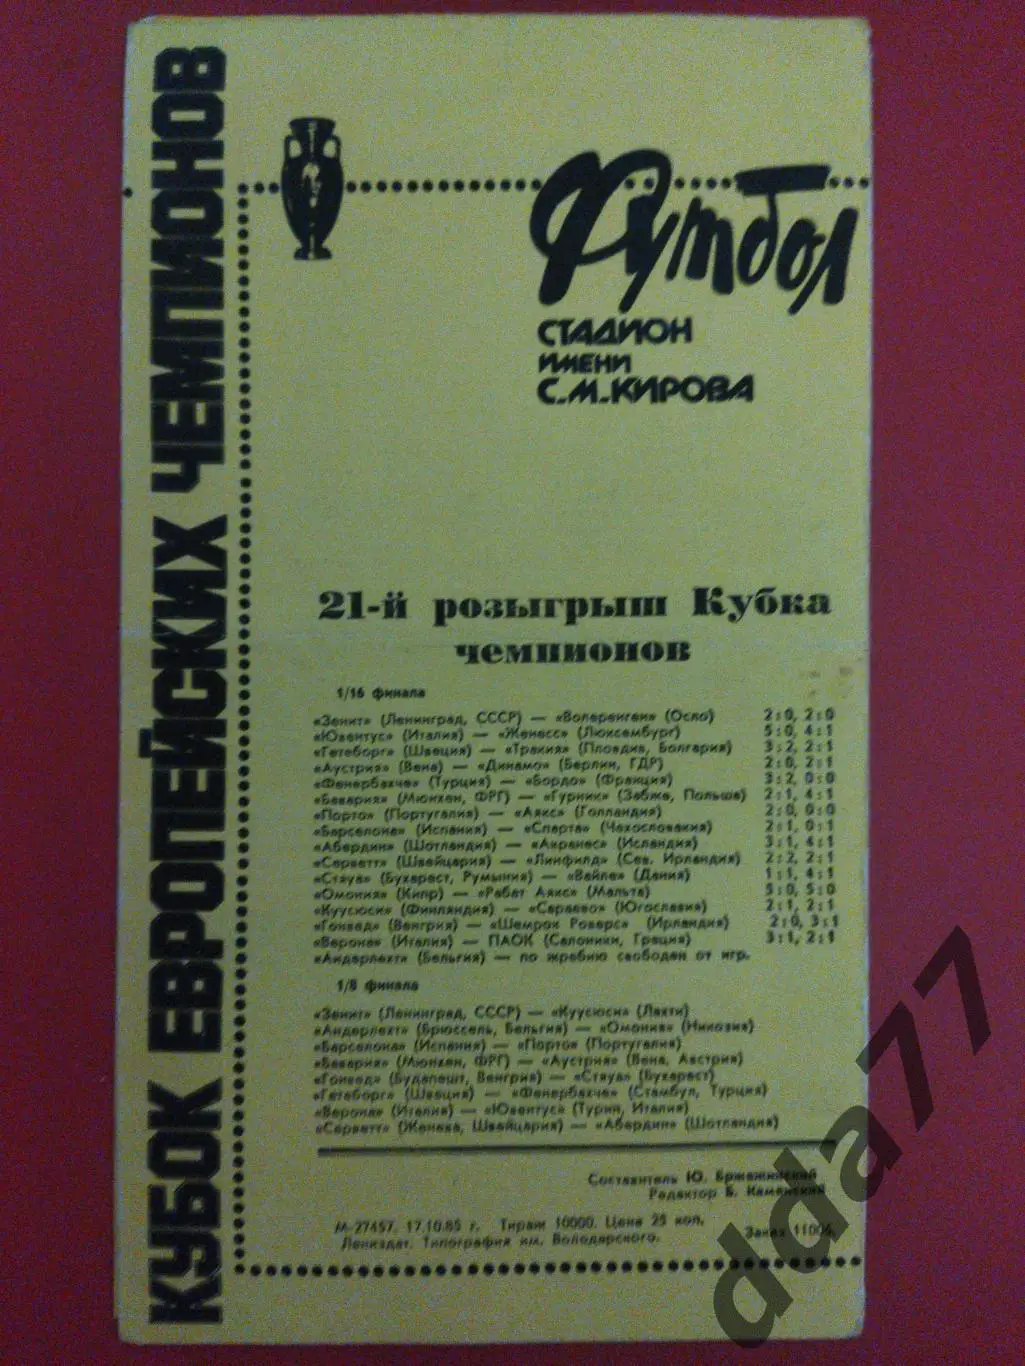 КУБОК ЕВРОПЕЙСКИХ ЧЕМПИОНОВ
Футбол
СТАДИОН
ИМЕНИ
С.М.КИРОВА
21-й розыгрыш Кубка
чемпионов
1/16 финала
«Зенит» (Ленинград, СССР) — «Волеренген» (Осло) 2:0, 2:0
«Ювентус» (Италия) — «Женесс» (Люксембург) 5:0, 4:1
«Гетеборг» (Швеция) — «Тракия» (Пловдив, Болгария) 3:2, 2:1
«Аустрия» (Вена) — «Динамо» (Берлин, ГДР) 2:0, 2:1
«Фенербахче» (Турция) — «Бордо» (Франция) 3:2, 0:0
«Бавария» (Мюнхен, ФРГ) — «Гурник» (Забже, Польша) 2:1, 4:1
«Порто» (Португалия) — «Аякс» (Голландия) 2:0, 0:0
«Барселона» (Испания) — «Спарта» (Чехословакия) 2:1, 0:1
«Абердин» (Шотландия) — «Акранес» (Исландия) 3:1, 4:1
«Серветт» (Швейцария) — «Линфилд» (Сев. Ирландия) 2:2, 2:1
«Стяуа» (Бухарест, Румыния) — «Вайле» (Дания) 1:1, 4:1
«Омония» (Кипр) — «Рабат Аякс» (Мальта) 5:0, 5:0
«Куусюси» (Финляндия) — «Сараево» (Югославия) 2:1, 2:1
«Гонвед» (Венгрия) — «Шемрок Роверс» (Ирландия) 2:0, 3:1
«Верона» (Италия) — ПАОК (Салоники, Греция) 3:1, 2:1
«Андерлехт» (Бельгия) — по жребию свободен от игр.
1/8 финала
«Зенит» (Ленинград, СССР) — «Куусюси» (Лахти)
«Андерлехт» (Брюссель, Бельгия) — «Омония» (Никозия)
«Барселона» (Испания) — «Порто» (Португалия)
«Бавария» (Мюнхен, ФРГ) — «Аустрия» (Вена, Австрия)
«Гонвед» (Будапешт, Венгрия) — «Стяуа» (Бухарест)
«Гетеборг» (Швеция) — «Фенербахче» (Стамбул, Турция)
«Верона» (Италия) — «Ювентус» (Турин, Италия)
«Серветт» (Женева, Швейцария) — «Абердин» (Шотландия)
Составитель Ю. Бржежинский
Редактор Б. Каменский
М-27457. 17.10.85 г. Тираж 10000. Цена 25 коп. Заказ 11006
Лениздат. Типография им. Володарского.
dda77